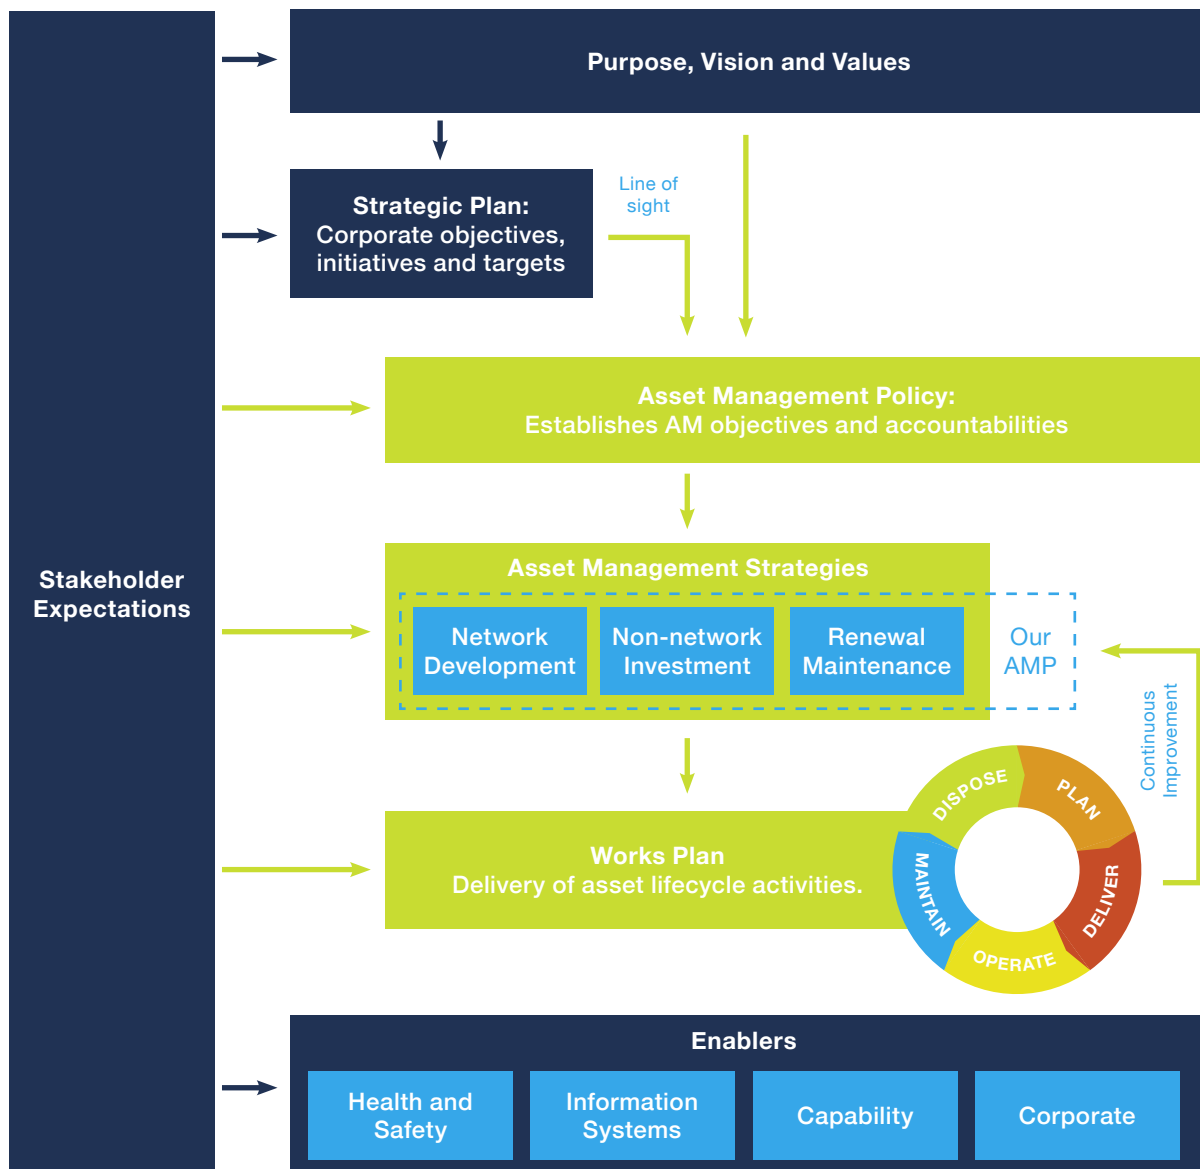 Purpose, Vision and Values
Strategic Plan:
Corporate objectives,
initiatives and targets
Line of
sight
Asset Management Policy:
Establishes AM objectives and accountabilities
Stakeholder
Expectations
Asset Management Strategies
Network
Development
Non-network
Investment
Renewal
Maintenance
Our
AMP
Continuous
Improvement
Works Plan
Delivery of asset lifecycle activities.
DISPOSE
PLAN
DELIVER
OPERATE
MAINTAIN
Enablers
Health and
Safety
Information
Systems
Capability
Corporate